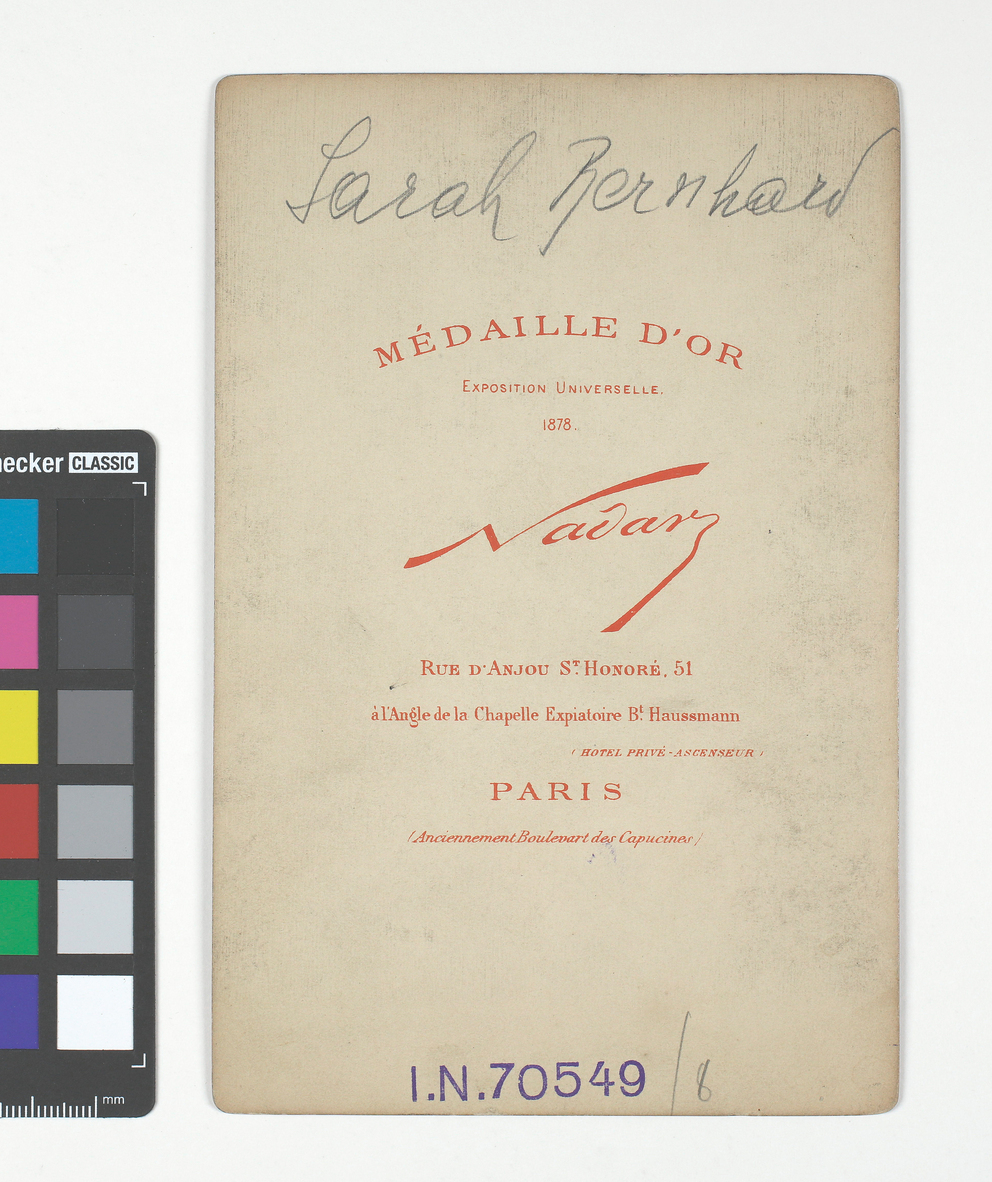 Sarah Bernhard
MÉDAILLE D'OR
EXPOSITION UNIVERSELLE.
1878.
Nadar
RUE D'ANJOU ST. HONORÉ, 51
à l'Angle de la Chapelle Expiatoire Bt. Haussmann
( HOTEL PRIVÉ - ASCENSEUR )
PARIS
(Anciennement Boulevart des Capucines)
I.N.70549 /8
ecker CLASSIC
mm